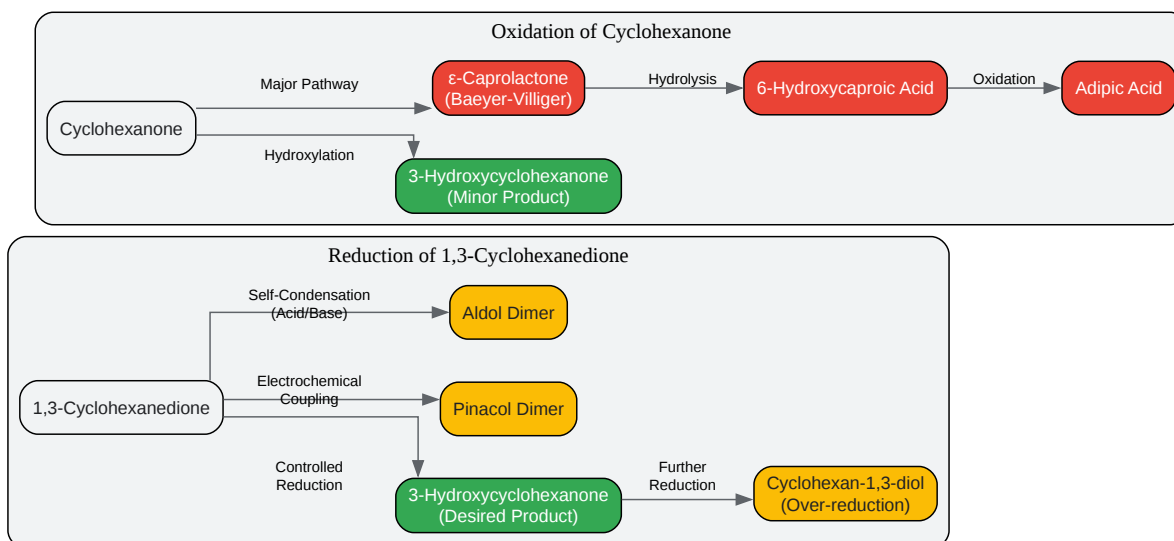 Oxidation of Cyclohexanone
Major Pathway
ε-Caprolactone
(Baeyer-Villiger)
Hydrolysis
6-Hydroxycaproic Acid
Oxidation
Adipic Acid
Cyclohexanone
Hydroxylation
3-Hydroxycyclohexanone
(Minor Product)
Reduction of 1,3-Cyclohexanedione
Self-Condensation
(Acid/Base)
Aldol Dimer
1,3-Cyclohexanedione
Electrochemical
Coupling
Pinacol Dimer
Controlled
Reduction
3-Hydroxycyclohexanone
(Desired Product)
Further
Reduction
Cyclohexan-1,3-diol
(Over-reduction)